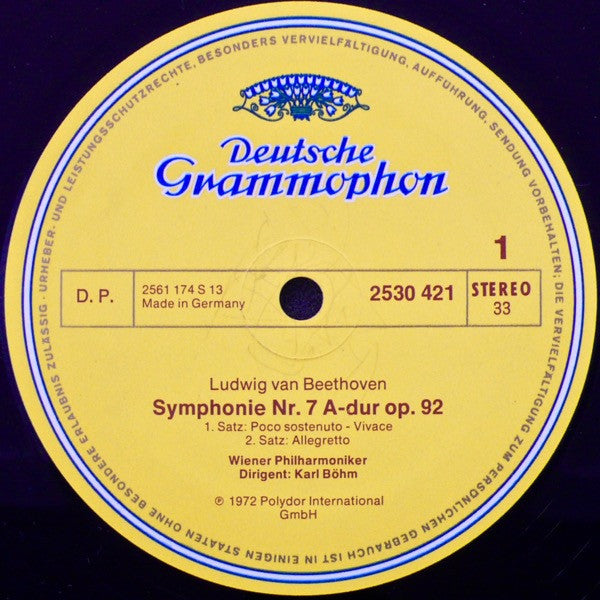 URHEBER- UND LEISTUNGSSCHUTZRECHTE, BESONDERS VERVIELFÄLTIGUNG, AUFFÜHRUNG, SENDUNG VORBEHALTEN; DIE VERVIELFÄLTIGUNG ZUM PERSÖNLICHEN GEBRAUCH IST IN EINIGEN STAATEN OHNE BESONDERE ERLAUBNIS ZULÄSSIG ·
Deutsche
Grammophon
1
D. P.
2561 174 S 13
Made in Germany
2530 421
STEREO
33
Ludwig van Beethoven
Symphonie Nr. 7 A-dur op. 92
1. Satz: Poco sostenuto - Vivace
2. Satz: Allegretto
Wiener Philharmoniker
Dirigent: Karl Böhm
℗ 1972 Polydor International
GmbH